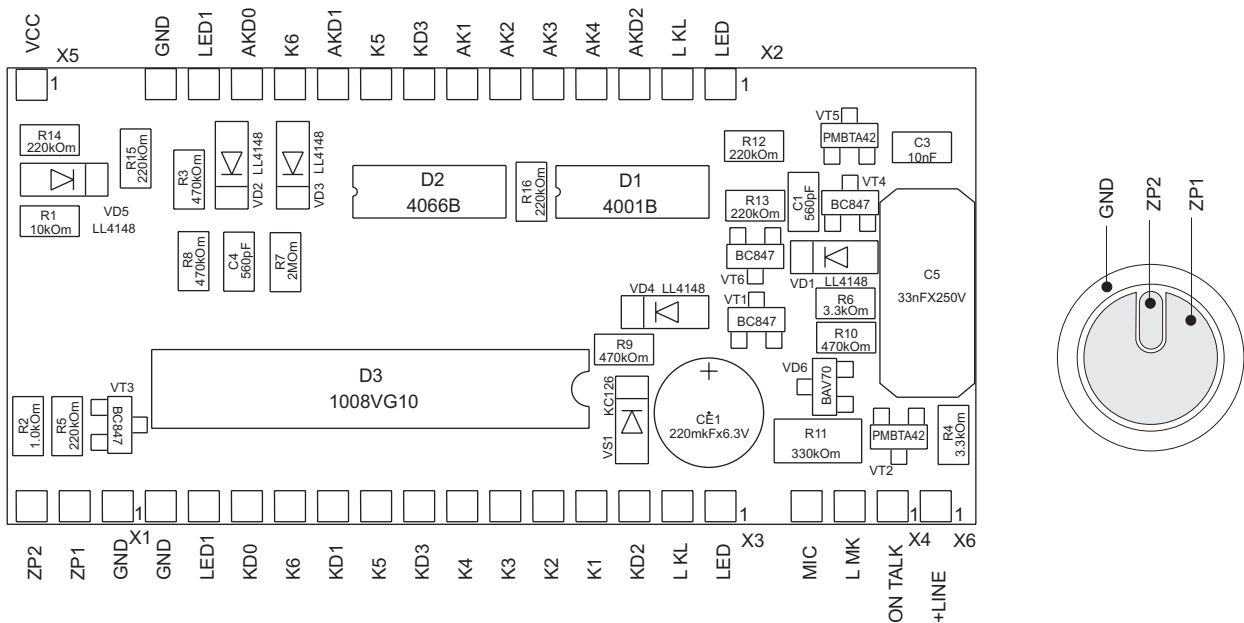 VCC
GND
LED1
AKD0
K6
AKD1
K5
KD3
AK1
AK2
AK3
AK4
AKD2
L KL
LED
X5
X2
1
1
R14
220kOm
R15
220kOm
VD5
LL4148
R1
10kOm
R3
470kOm
VD2 LL4148
VD3 LL4148
R8
470kOm
C4
560pF
R7
2MOm
D2
4066B
R16
220kOm
D1
4001B
R12
220kOm
VT5
PMBTA42
C3
10nF
R13
220kOm
C1
560pF
VT4
BC847
BC847
VT6
VD1 LL4148
C5
33nFX250V
VD4 LL4148
VT1
BC847
R6
3.3kOm
R10
470kOm
R9
470kOm
D3
1008VG10
VS1 KC126
CE1
220mkFx6.3V
VD6
BAV70
R11
330kOm
PMBTA42
VT2
R4
3.3kOm
R2
1.0kOm
R5
220kOm
VT3
BC847
1
1
1
1
X1
X3
X4
X6
ZP2
ZP1
GND
GND
LED1
KD0
K6
KD1
K5
KD3
K4
K3
K2
K1
KD2
L KL
LED
MIC
L MK
ON TALK
+LINE
GND
ZP2
ZP1